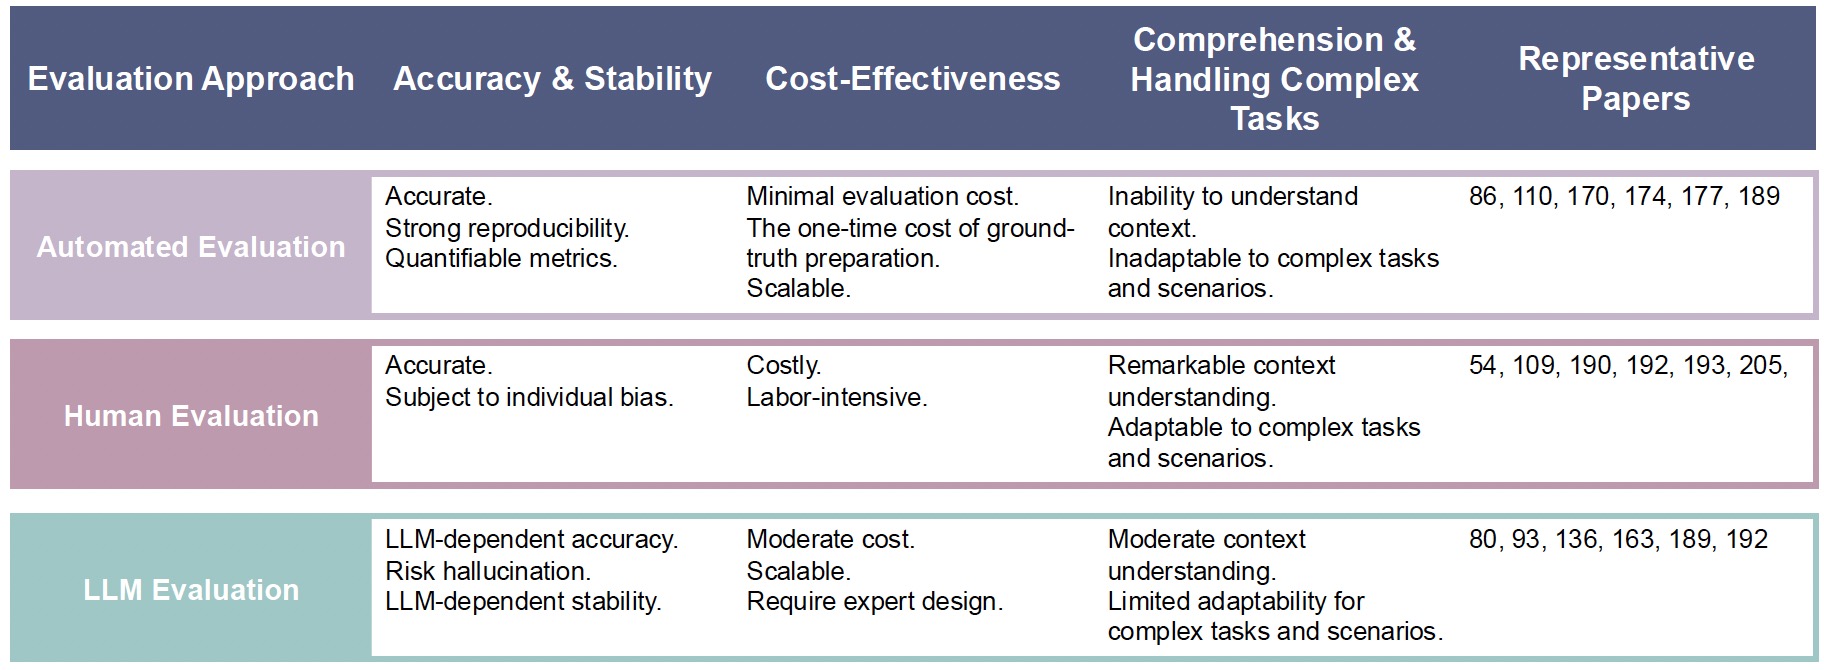 Evaluation Approach
Accuracy & Stability
Cost-Effectiveness
Comprehension &
Handling Complex
Tasks
Representative
Papers
Automated Evaluation
Accurate.
Strong reproducibility.
Quantifiable metrics.
Minimal evaluation cost.
The one-time cost of ground-
truth preparation.
Scalable.
Inability to understand
context.
Inadaptable to complex tasks
and scenarios.
86, 110, 170, 174, 177, 189
Human Evaluation
Accurate.
Subject to individual bias.
Costly.
Labor-intensive.
Remarkable context
understanding.
Adaptable to complex tasks
and scenarios.
54, 109, 190, 192, 193, 205,
LLM Evaluation
LLM-dependent accuracy.
Risk hallucination.
LLM-dependent stability.
Moderate cost.
Scalable.
Require expert design.
Moderate context
understanding.
Limited adaptability for
complex tasks and scenarios.
80, 93, 136, 163, 189, 192